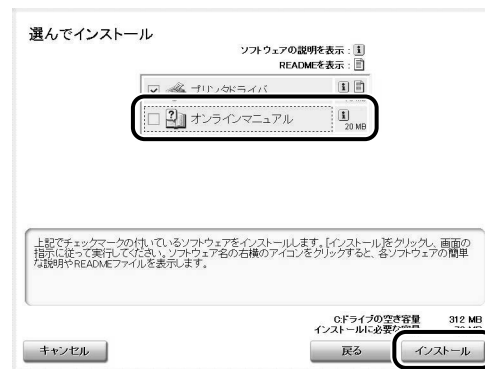 選んでインストール
ソフトウェアの説明を表示 :
READMEを表示 :
プリンタドライバ
オンラインマニュアル
20 MB
上記でチェックマークの付いているソフトウェアをインストールします。[インストール]をクリックし、画面の
指示に従って実行してください。ソフトウェア名の右横のアイコンをクリックすると、各ソフトウェアの簡単
な説明やREADMEファイルを表示します。
C:ドライブの空き容量 312 MB
インストールに必要な容量
キャンセル
戻る
インストール